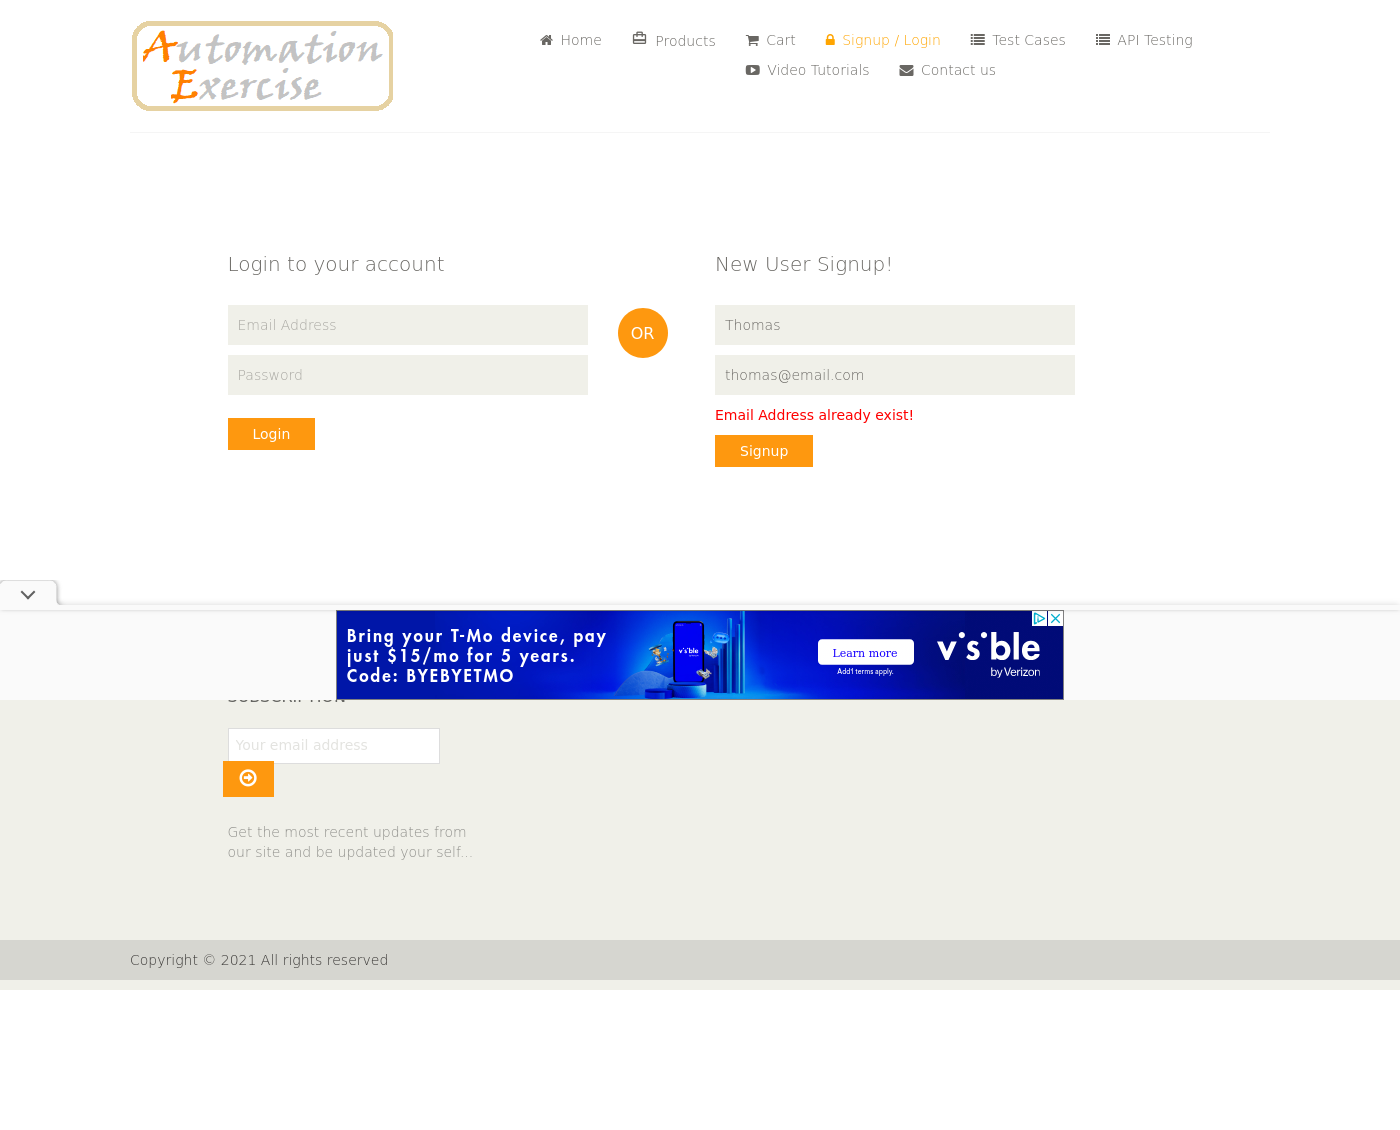 Automation
Exercise
Home
Products
Cart
Signup / Login
Test Cases
API Testing
Video Tutorials
Contact us
Login to your account
Email Address
Password
Login
OR
New User Signup!
Thomas
thomas@email.com
Email Address already exist!
Signup
Bring your T-Mo device, pay
just $15/mo for 5 years.
Code: BYEBYETMO
visible
Learn more
Add'l terms apply.
visible
by Verizon
SUBSCRIPTION
Your email address
Get the most recent updates from
our site and be updated your self...
Copyright © 2021 All rights reserved